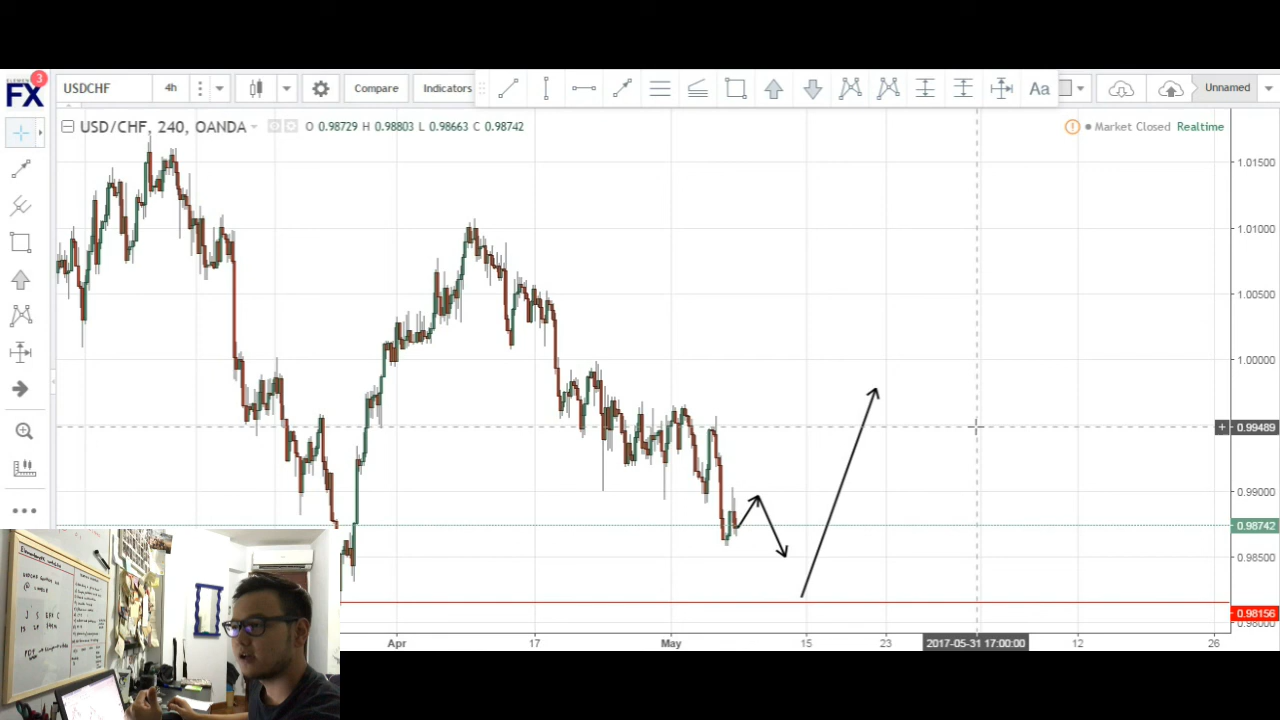 FX
3
USDCHF
4h
Compare
Indicators
Aa
Unnamed
USD/CHF, 240, OANDA
O 0.98729 H 0.98803 L 0.98663 C 0.98742
Market Closed Realtime
1.01500
1.01000
1.00500
1.00000
0.99489
0.99000
0.98742
0.98500
0.98156
0.98000
Apr
17
May
15
23
2017-05-31 17:00:00
12
26